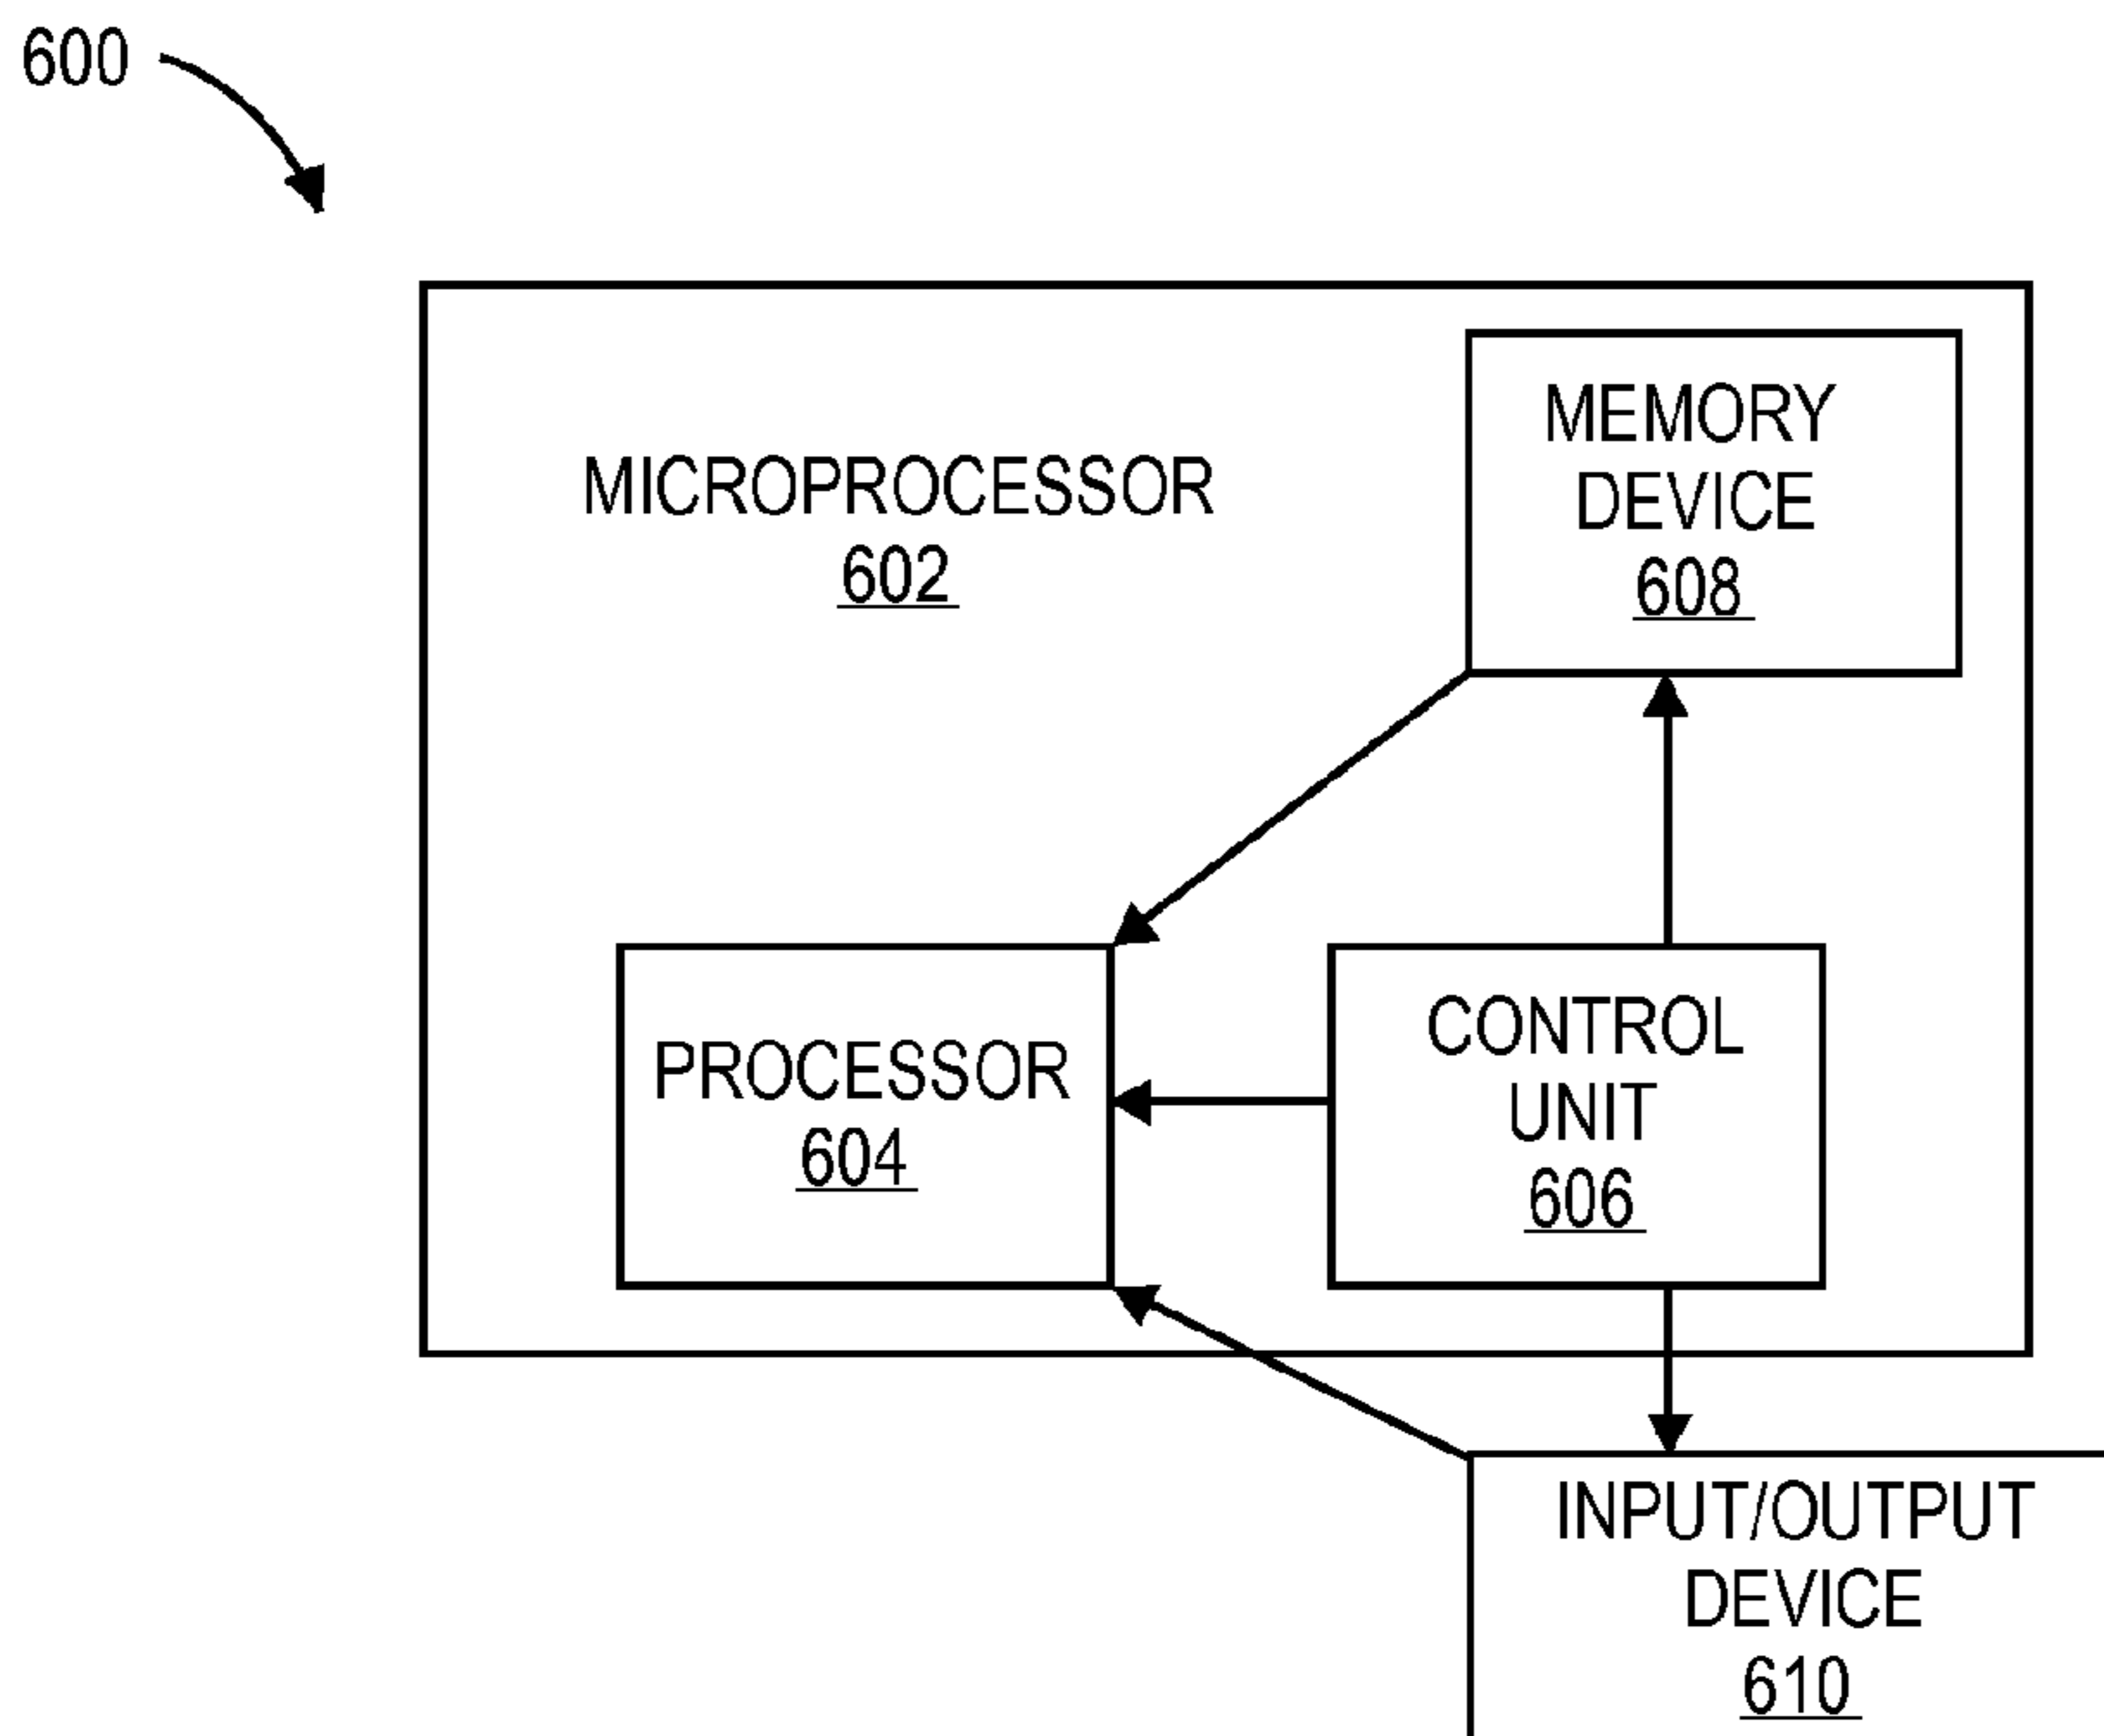 600
MICROPROCESSOR
602
MEMORY
DEVICE
608
PROCESSOR
604
CONTROL
UNIT
606
INPUT/OUTPUT
DEVICE
610